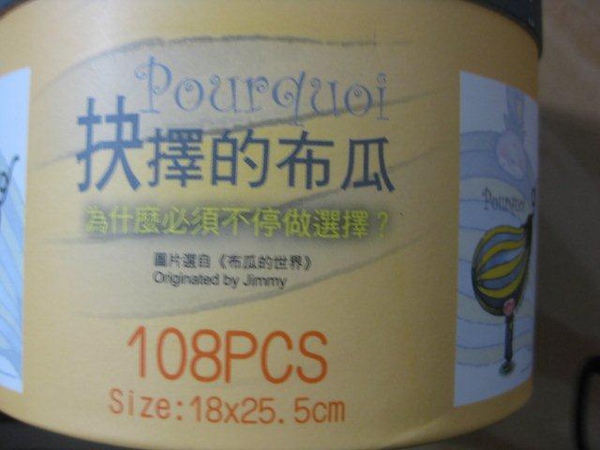 Pourquoi
抉擇的布瓜
為什麼必須不停做選擇?
圖片選自《布瓜的世界》
Originated by Jimmy
108PCS
Size:18x25.5cm
Pourquoi